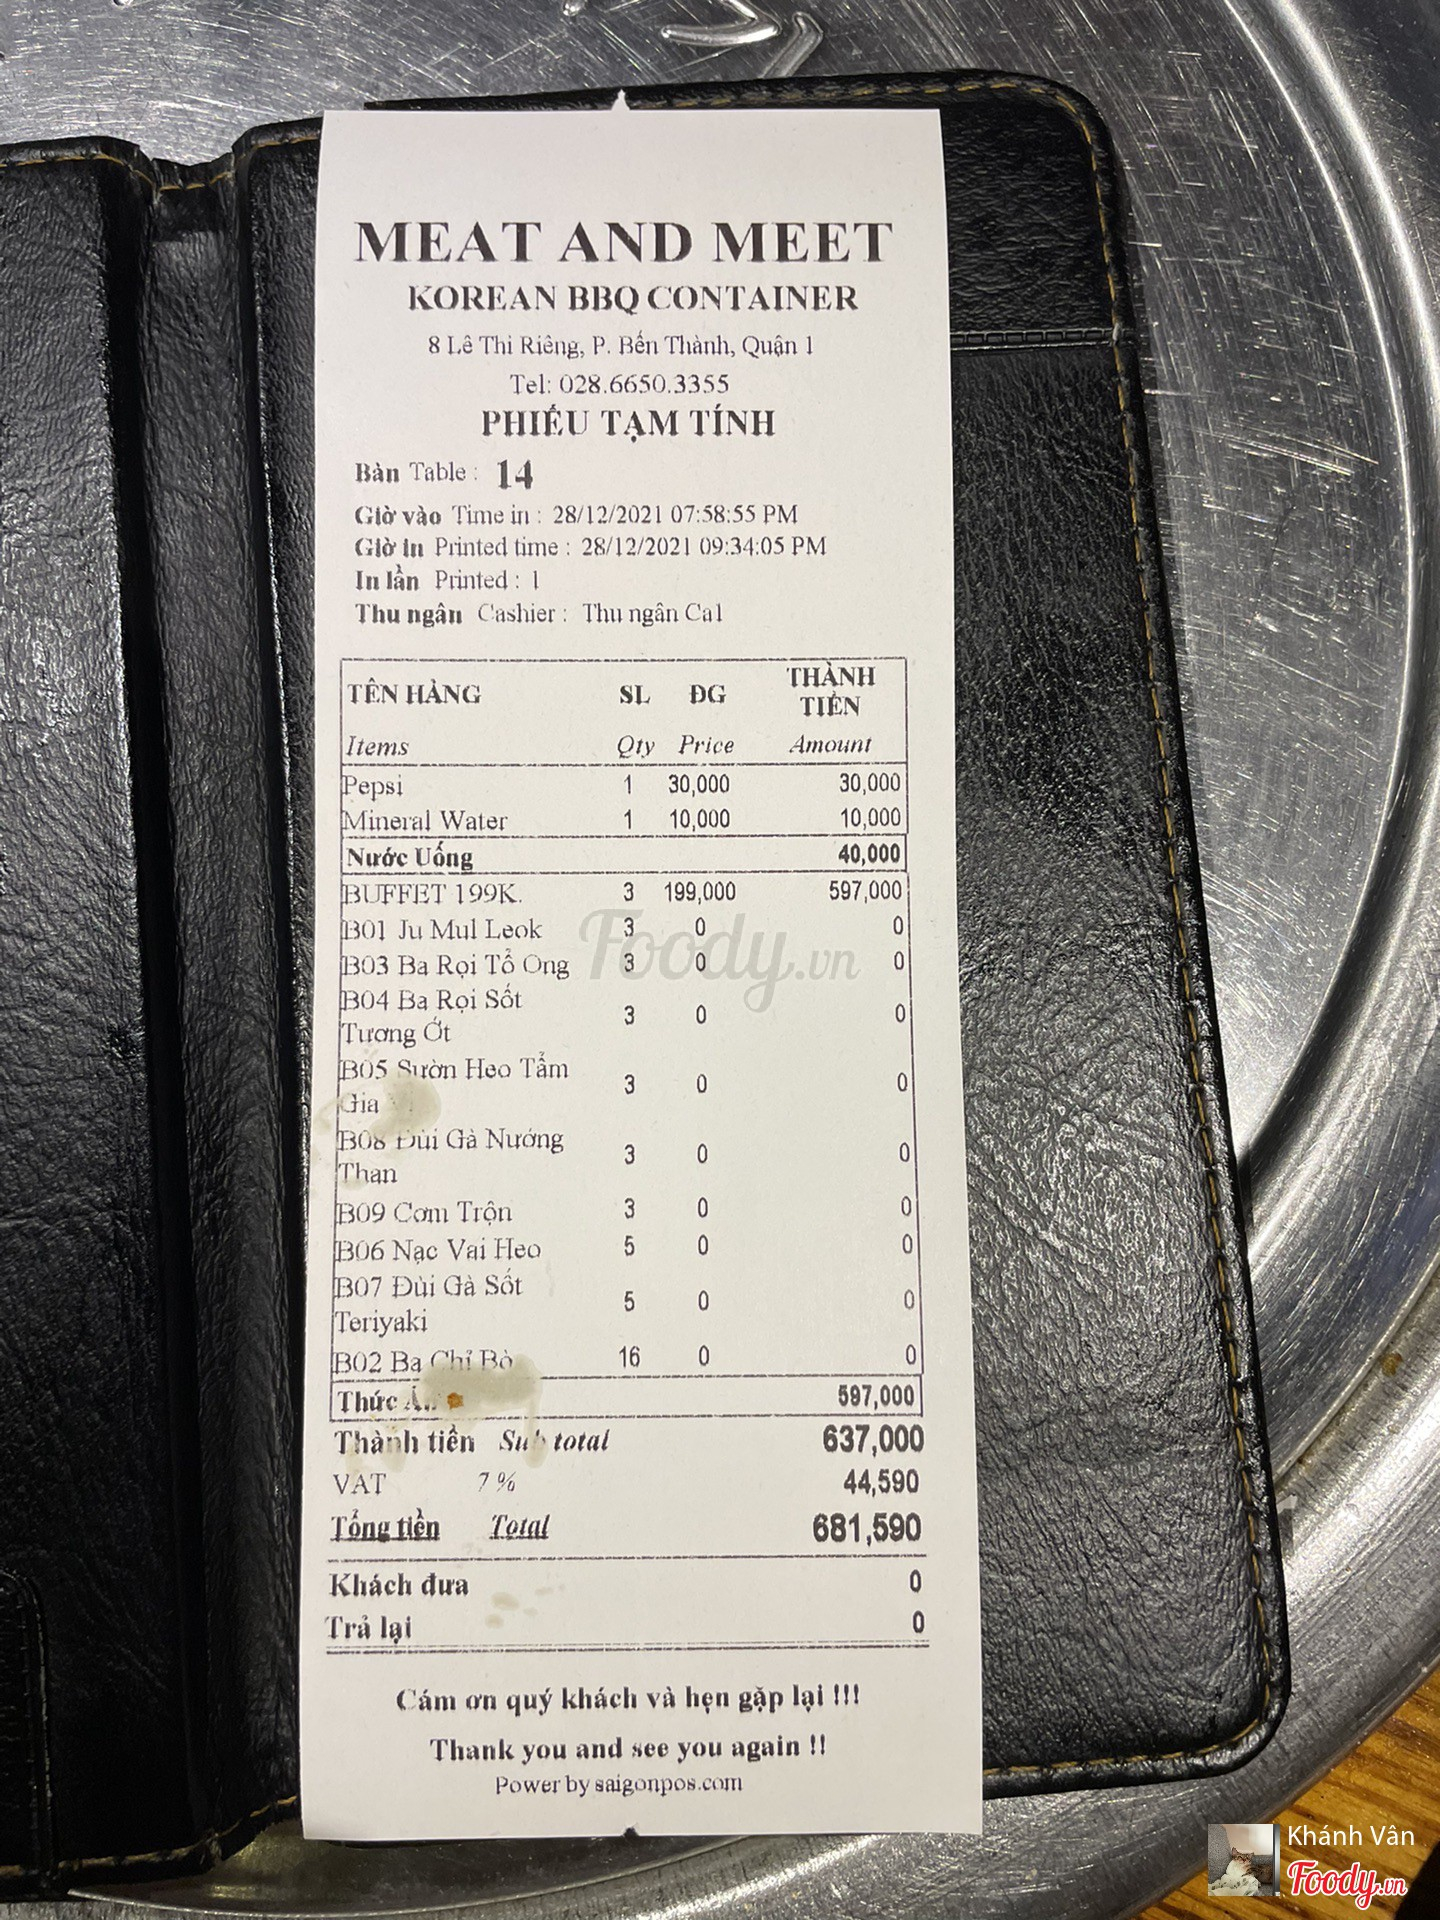 MEAT AND MEET
KOREAN BBQ CONTAINER
8 Lê Thi Riêng, P. Bến Thành, Quận 1
Tel: 028.6650.3355
PHIẾU TẠM TÍNH
Bàn Table : 14
Giờ vào Time in : 28/12/2021 07:58:55 PM
Giờ in Printed time : 28/12/2021 09:34:05 PM
In lần Printed : 1
Thu ngân Cashier : Thu ngân Ca1
TÊN HÀNG SL ĐG THÀNH TIỀN
Items Qty Price Amount
Pepsi 1 30,000 30,000
Mineral Water 1 10,000 10,000
Nước Uống 40,000
BUFFET 199K. 3 199,000 597,000
B01 Ju Mul Leok 3 0 0
B03 Ba Rọi Tổ Ong 3 0 0
B04 Ba Rọi Sốt
Tương Ớt 3 0 0
B05 Sườn Heo Tẩm
Gia 3 0 0
B08 Đùi Gà Nướng
Than 3 0 0
B09 Cơm Trộn 3 0 0
B06 Nạc Vai Heo 5 0 0
B07 Đùi Gà Sốt
Teriyaki 5 0 0
B02 Ba Chỉ Bò 16 0 0
Thức 597,000
Thành tiền Sub total 637,000
VAT 7 % 44,590
Tổng tiền Total 681,590
Khách đưa 0
Trả lại 0
Cám ơn quý khách và hẹn gặp lại !!!
Thank you and see you again !!
Power by saigonpos.com
Foody.vn
Khánh Vân
Foody.vn